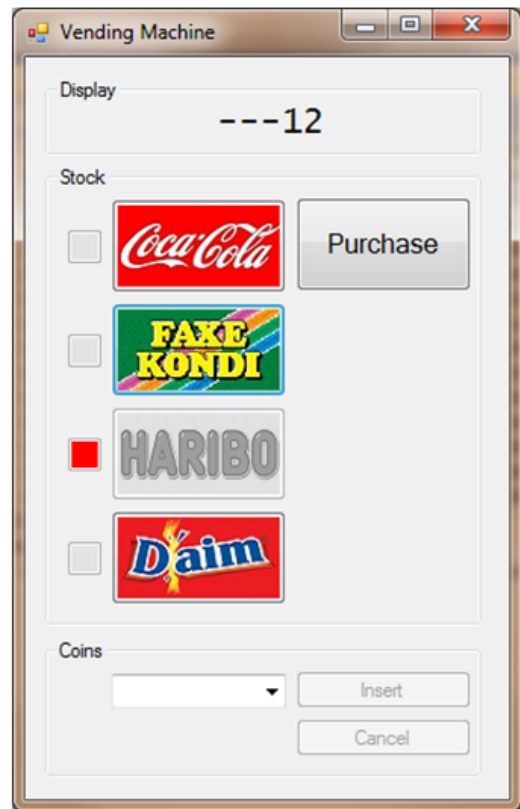 Vending Machine
Display
---12
Stock
Coca-Cola
Purchase
FAXE
KONDI
HARIBO
Daim
Coins
Insert
Cancel